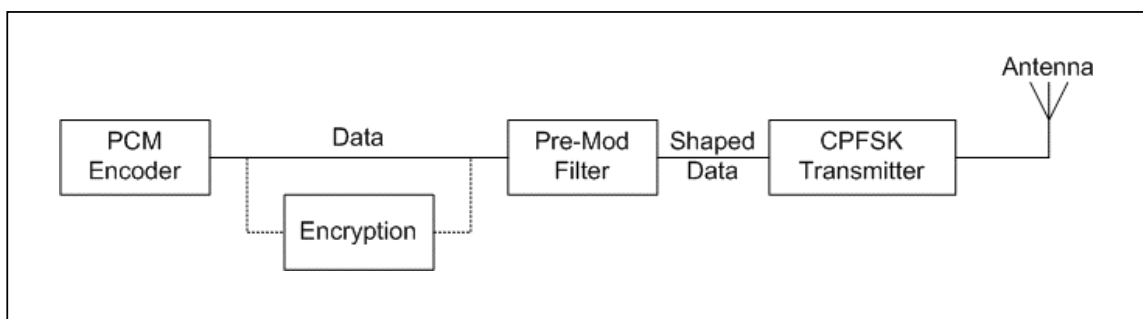 Antenna
PCM
Encoder
Data
Encryption
Pre-Mod
Filter
Shaped
Data
CPFSK
Transmitter